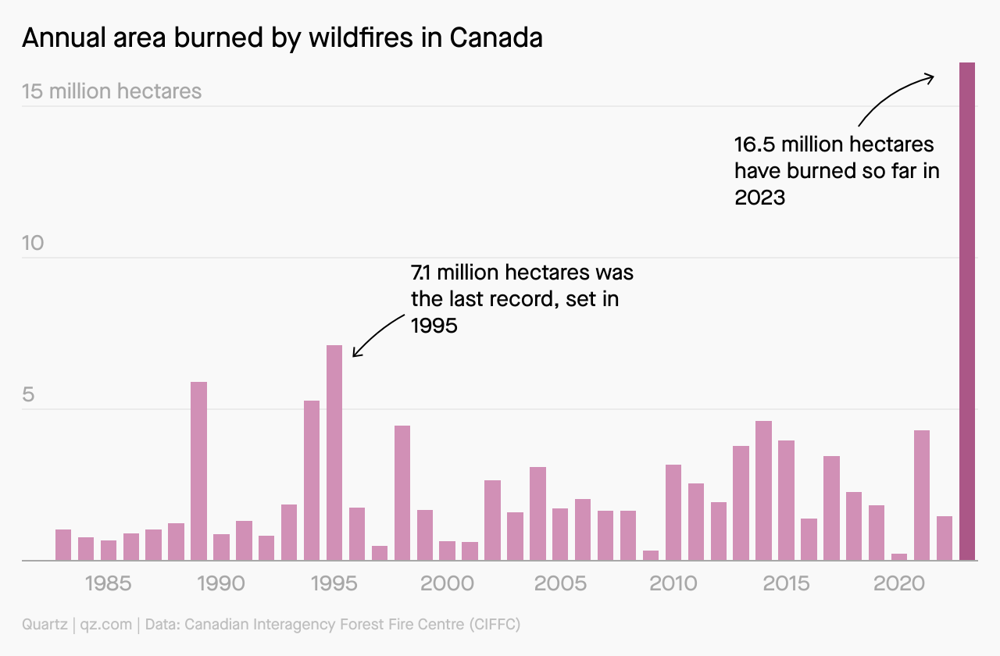 Annual area burned by wildfires in Canada
15 million hectares
16.5 million hectares
have burned so far in
2023
10
7.1 million hectares was
the last record, set in
1995
5
1985 1990 1995 2000 2005 2010 2015 2020
Quartz | qz.com | Data: Canadian Interagency Forest Fire Centre (CIFFC)